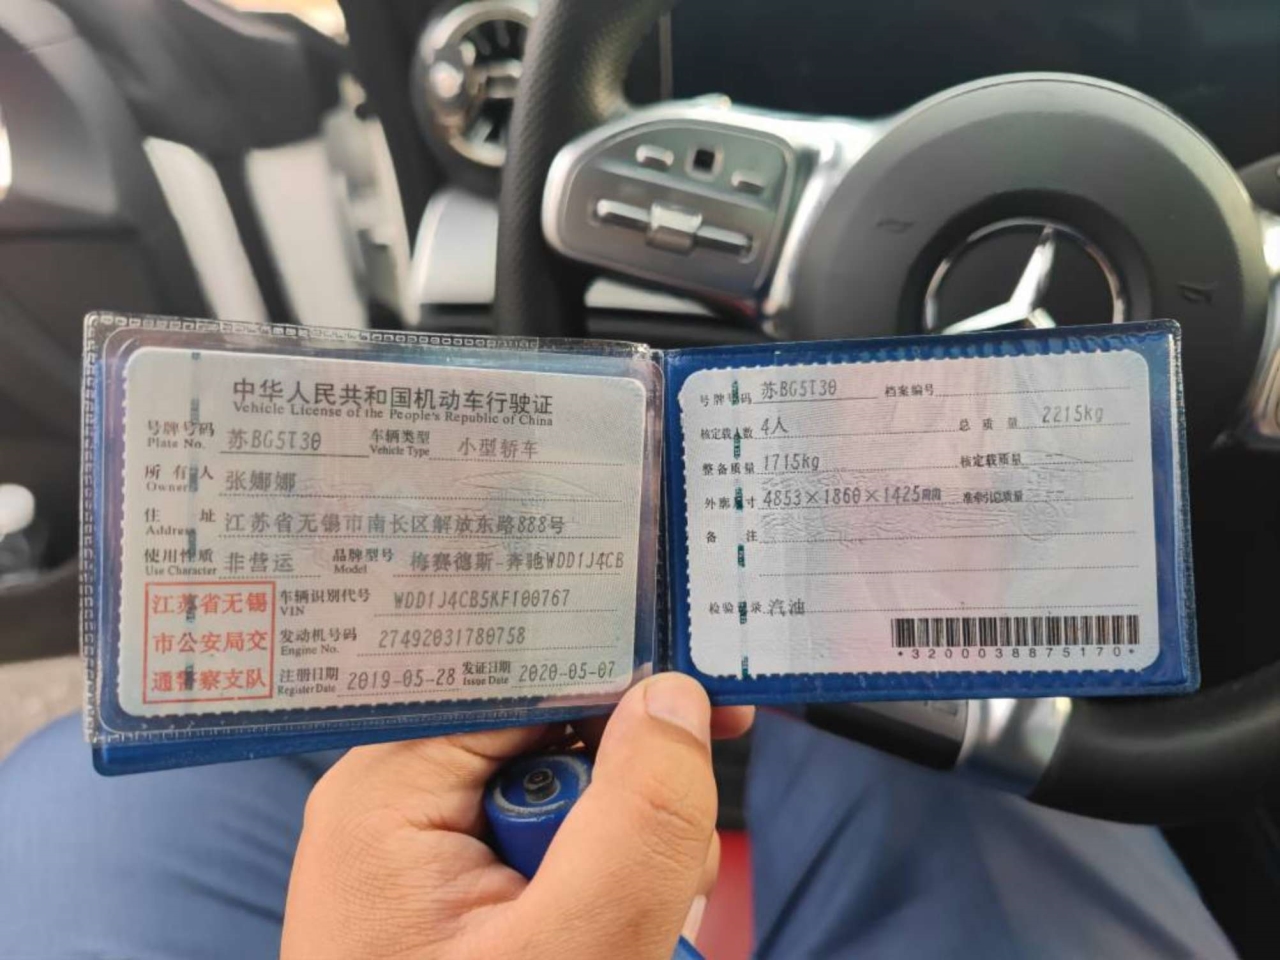 中华人民共和国机动车行驶证
Vehicle License of the People's Republic of China
号牌号码 苏BG5T30 车辆类型 小型轿车
Plate No. Vehicle Type
所有人 张娜娜
Owner
住址 江苏省无锡市南长区解放东路888号
Address
使用性质 非营运 品牌型号 梅赛德斯-奔驰WDD1J4CB
Use Character Model
江苏省无锡
市公安局交
通警察支队
车辆识别代号 WDD1J4CB5KF100767
VIN
发动机号码 27492031780758
Engine No.
注册日期 2019-05-28 发证日期 2020-05-07
Register Date Issue Date
号牌号码 苏BG5T30 档案编号
核定载人数 4人 总质量 2215kg
整备质量 1715kg 核定载质量 --
外廓尺寸 4853×1860×1425mm 准牵引总质量 --
备注
检验记录 汽油
*3200038875170*